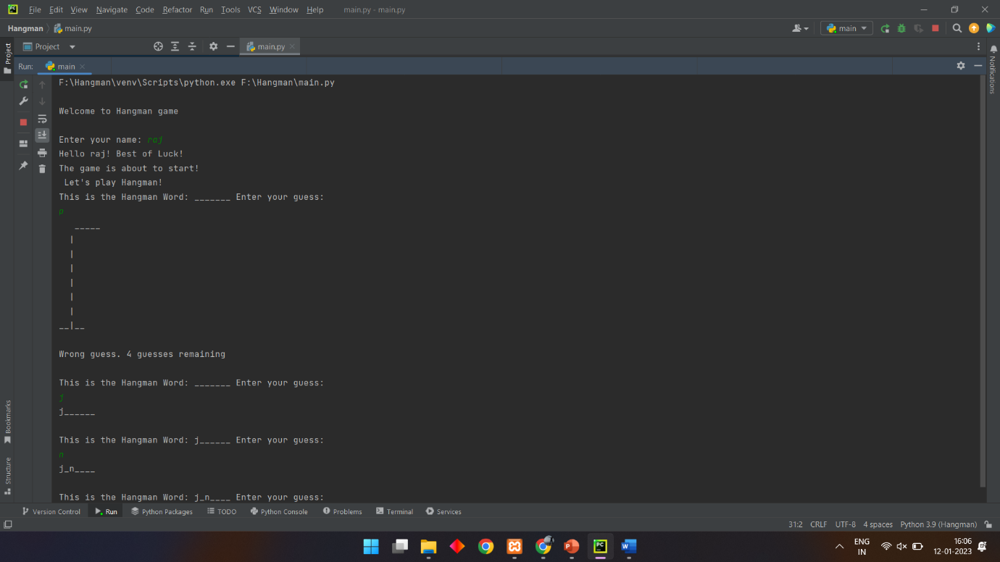 File Edit View Navigate Code Refactor Run Tools VCS Window Help main.py - main.py
Hangman main.py main
Project main.py
Run: main
F:\Hangman\venv\Scripts\python.exe F:\Hangman\main.py
Welcome to Hangman game
Enter your name: raj
Hello raj! Best of Luck!
The game is about to start!
Let's play Hangman!
This is the Hangman Word: _______ Enter your guess:
p
_____
|
|
|
|
|
|
__|__
Wrong guess. 4 guesses remaining
This is the Hangman Word: _______ Enter your guess:
j
j______
This is the Hangman Word: j______ Enter your guess:
n
j_n____
This is the Hangman Word: j_n____ Enter your guess:
Project
Bookmarks
Structure
Notifications
Version Control Run Python Packages TODO Python Console Problems Terminal Services
31:2 CRLF UTF-8 4 spaces Python 3.9 (Hangman)
ENG 16:06
IN 12-01-2023